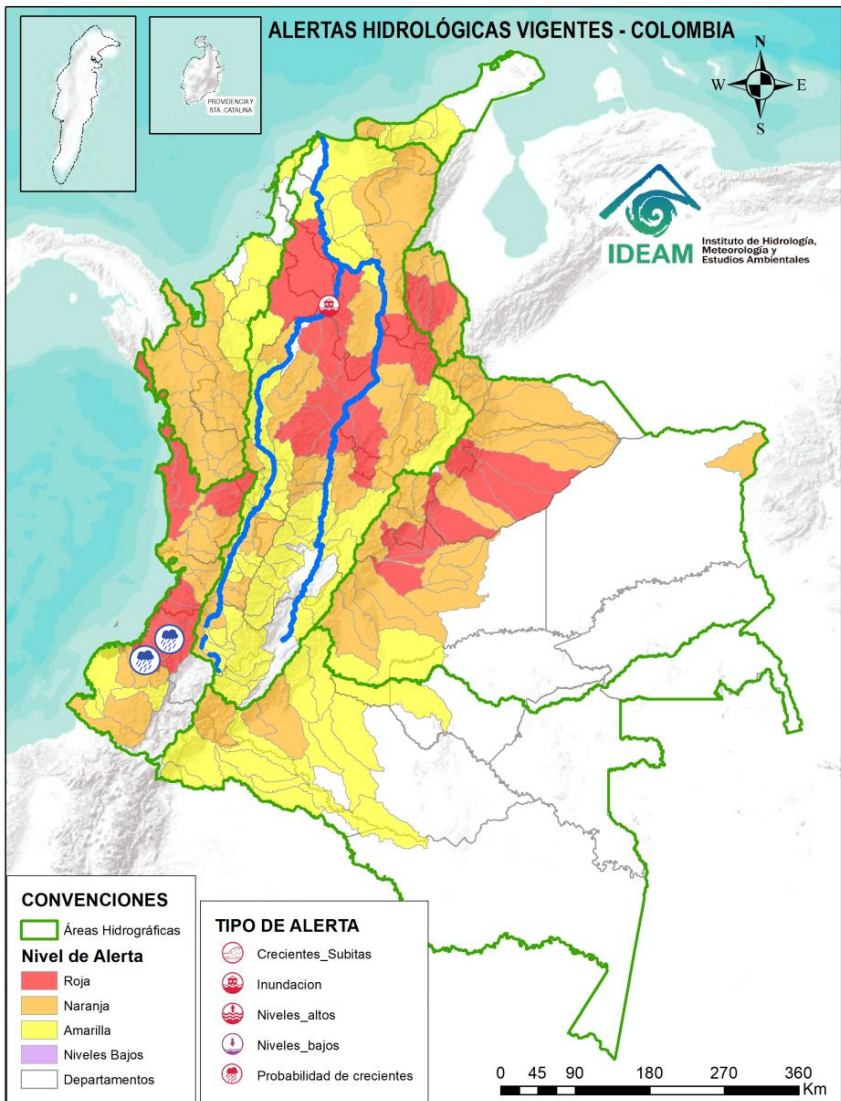 ALERTAS HIDROLÓGICAS VIGENTES - COLOMBIA
PROVIDENCIA Y
STA. CATALINA
N
W E
S
IDEAM
Instituto de Hidrología,
Meteorología y
Estudios Ambientales
CONVENCIONES
Áreas Hidrográficas
Nivel de Alerta
Roja
Naranja
Amarilla
Niveles Bajos
Departamentos
TIPO DE ALERTA
Crecientes_Subitas
Inundacion
Niveles_altos
Niveles_bajos
Probabilidad de crecientes
0 45 90 180 270 360
Km